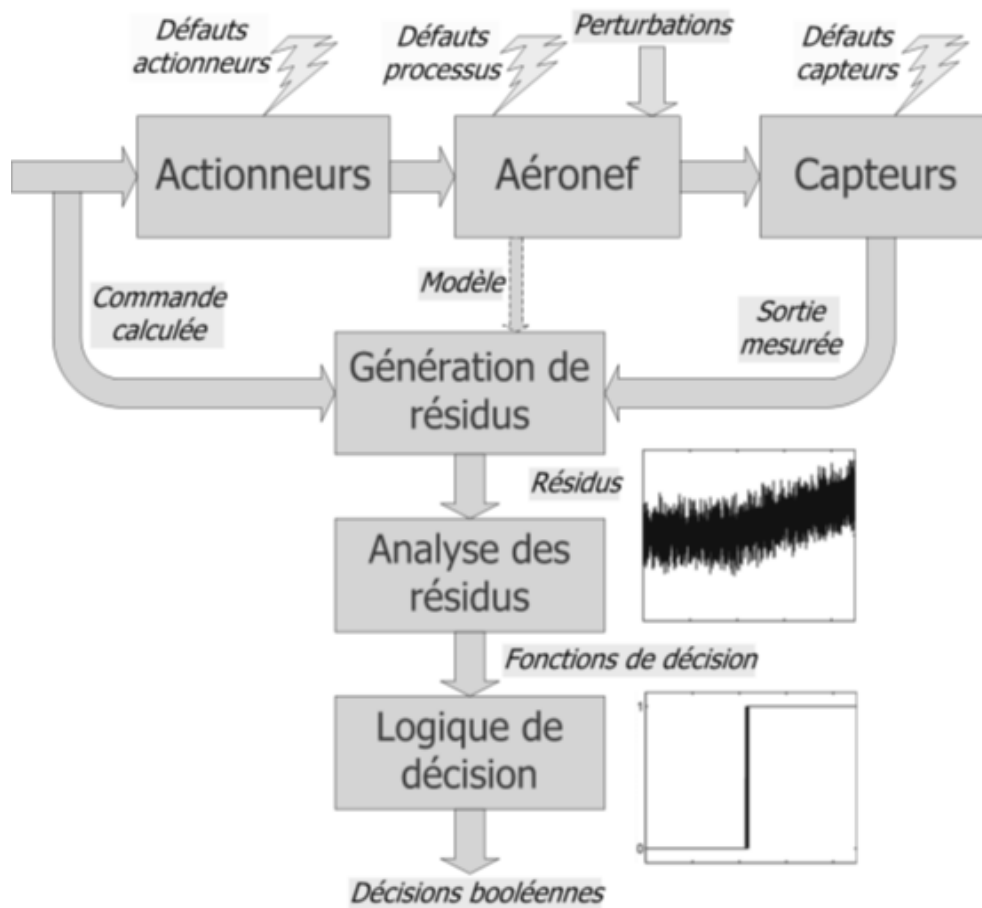 Défauts
actionneurs
Défauts
processus
Perturbations
Défauts
capteurs
Actionneurs
Aéronef
Capteurs
Commande
calculée
Modèle
Sortie
mesurée
Génération de
résidus
Résidus
Analyse des
résidus
Fonctions de décision
Logique de
décision
1
0
Décisions booléennes